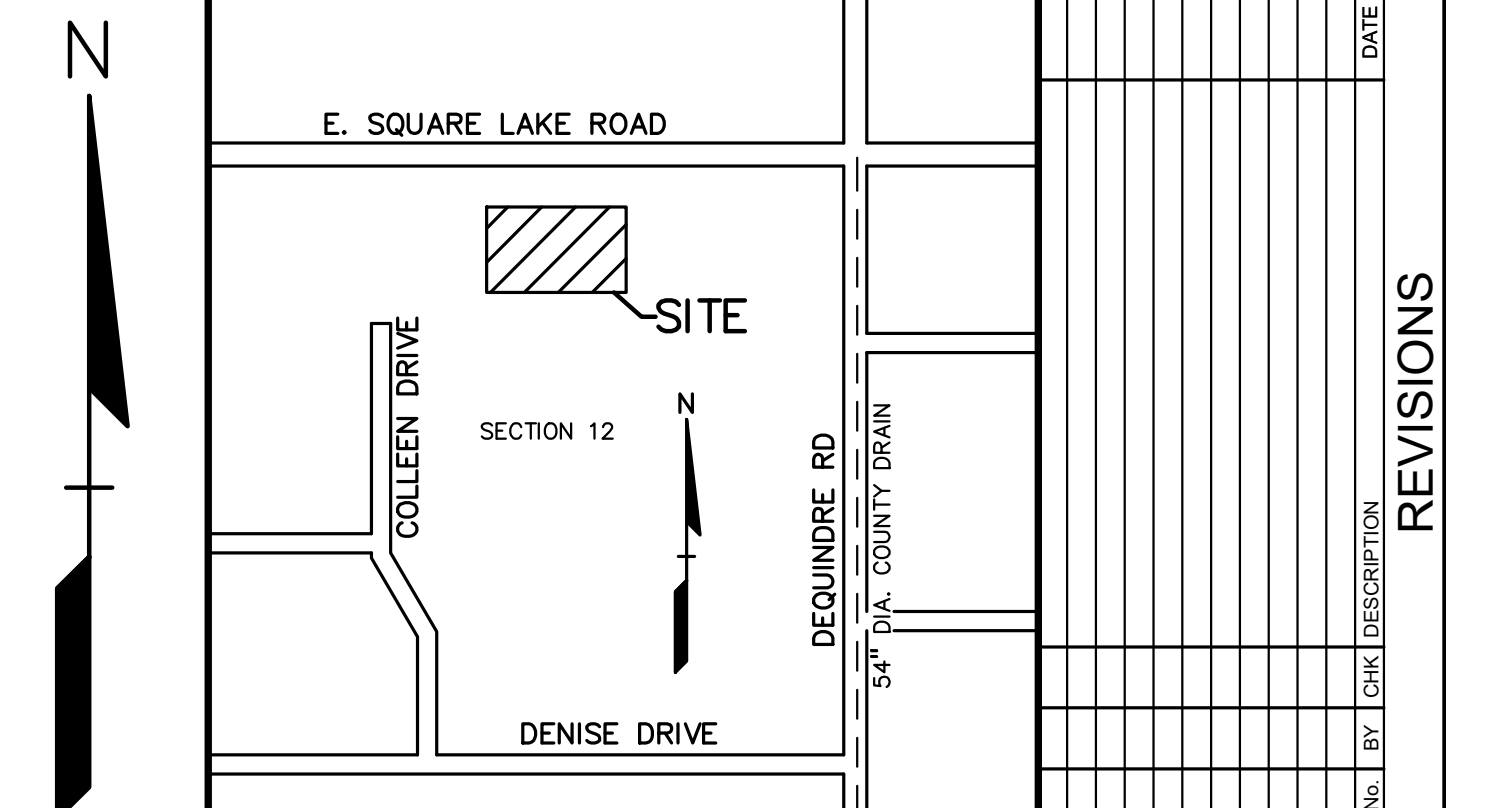 N
E. SQUARE LAKE ROAD
SITE
COLLEEN DRIVE
SECTION 12
N
DEQUINDRE RD
54" DIA. COUNTY DRAIN
DENISE DRIVE
DATE
DESCRIPTION
CHK
BY
No.
REVISIONS